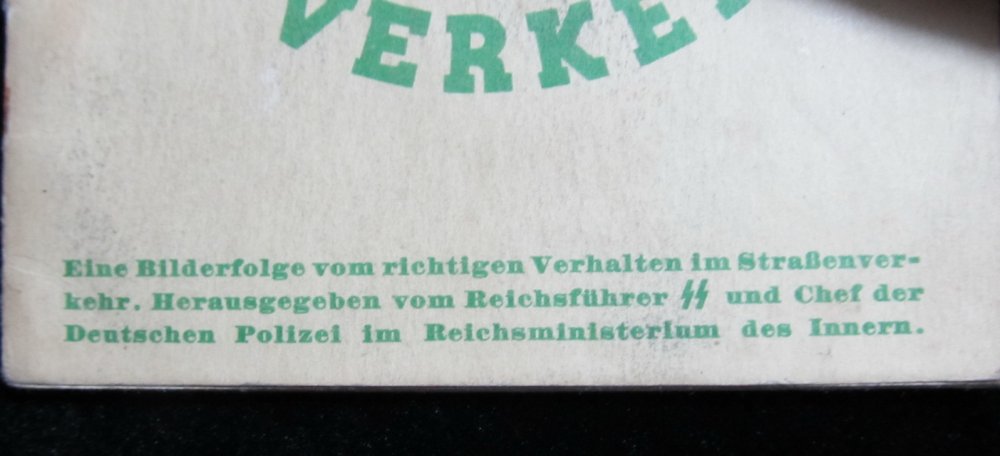 VERKE
Eine Bilderfolge vom richtigen Verhalten im Straßenver-
kehr. Herausgegeben vom Reichsführer ᛋᛋ und Chef der
Deutschen Polizei im Reichsministerium des Innern.